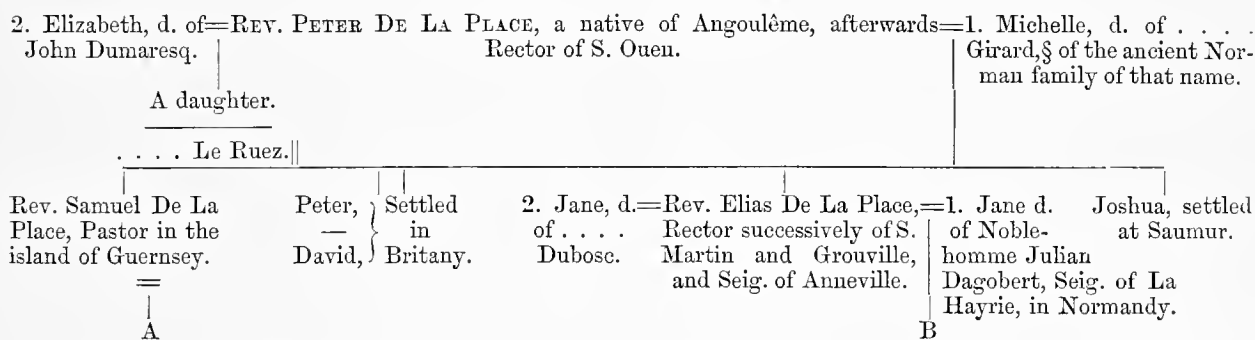 2. Elizabeth, d. of=REV. PETER DE LA PLACE, a native of Angoulême, afterwards=1. Michelle, d. of . . . .
John Dumaresq. Rector of S. Ouen. Girard,§ of the ancient Nor-
man family of that name.
A daughter.
. . . . Le Ruez.||
Rev. Samuel De La Peter, } Settled 2. Jane, d.=Rev. Elias De La Place,=1. Jane d. Joshua, settled
Place, Pastor in the — in of . . . . Rector successively of S. of Noble- at Saumur.
island of Guernsey. David, Britany. Dubosc. Martin and Grouville, homme Julian
= and Seig. of Anneville. Dagobert, Seig. of La
Hayrie, in Normandy.
A B